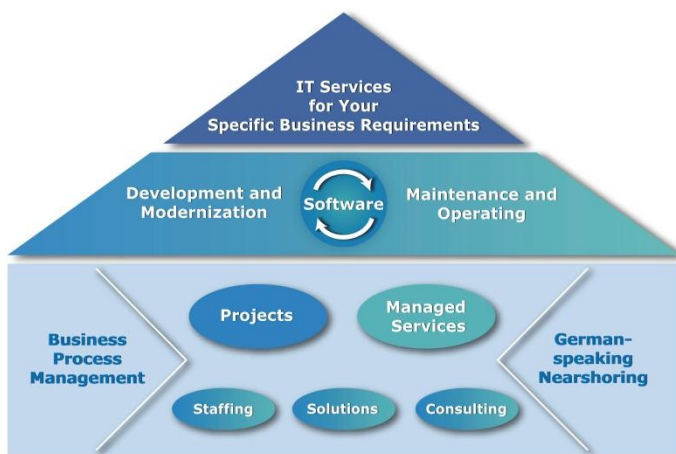 IT Services
for Your
Specific Business Requirements
Development and
Modernization
Software
Maintenance and
Operating
Projects
Managed
Services
Business
Process
Management
German-
speaking
Nearshoring
Staffing
Solutions
Consulting